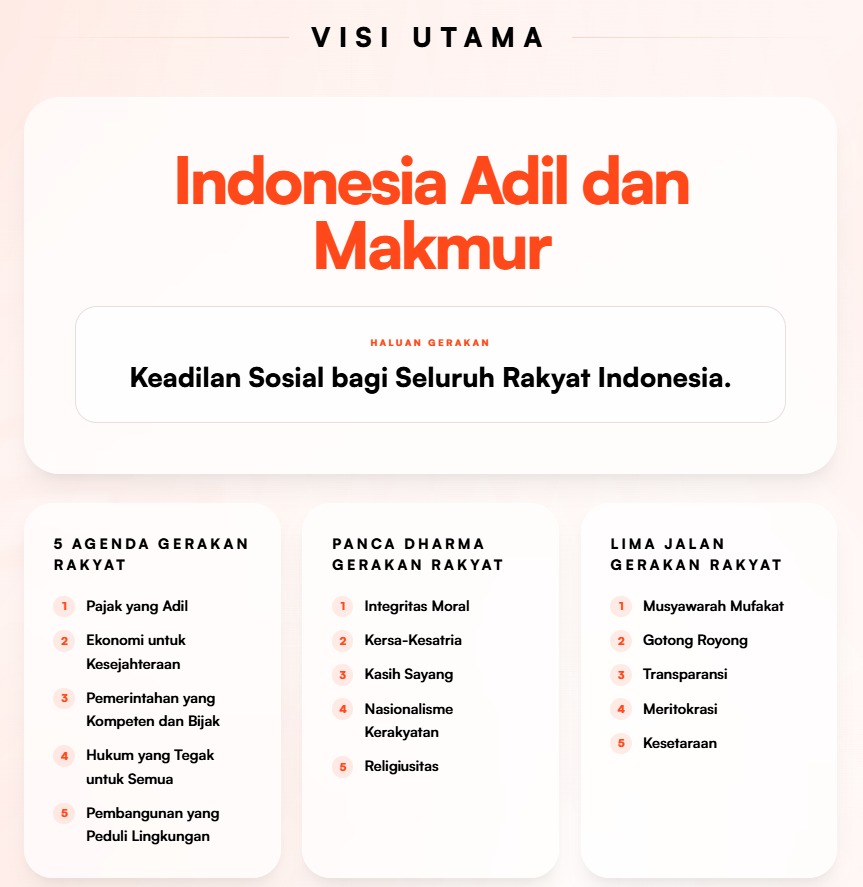 VISI UTAMA
Indonesia Adil dan
Makmur
HALUAN GERAKAN
Keadilan Sosial bagi Seluruh Rakyat Indonesia.
5 AGENDA GERAKAN
RAKYAT
1 Pajak yang Adil
2 Ekonomi untuk
Kesejahteraan
3 Pemerintahan yang
Kompeten dan Bijak
4 Hukum yang Tegak
untuk Semua
5 Pembangunan yang
Peduli Lingkungan
PANCA DHARMA
GERAKAN RAKYAT
1 Integritas Moral
2 Kersa-Kesatria
3 Kasih Sayang
4 Nasionalisme
Kerakyatan
5 Religiusitas
LIMA JALAN
GERAKAN RAKYAT
1 Musyawarah Mufakat
2 Gotong Royong
3 Transparansi
4 Meritokrasi
5 Kesetaraan